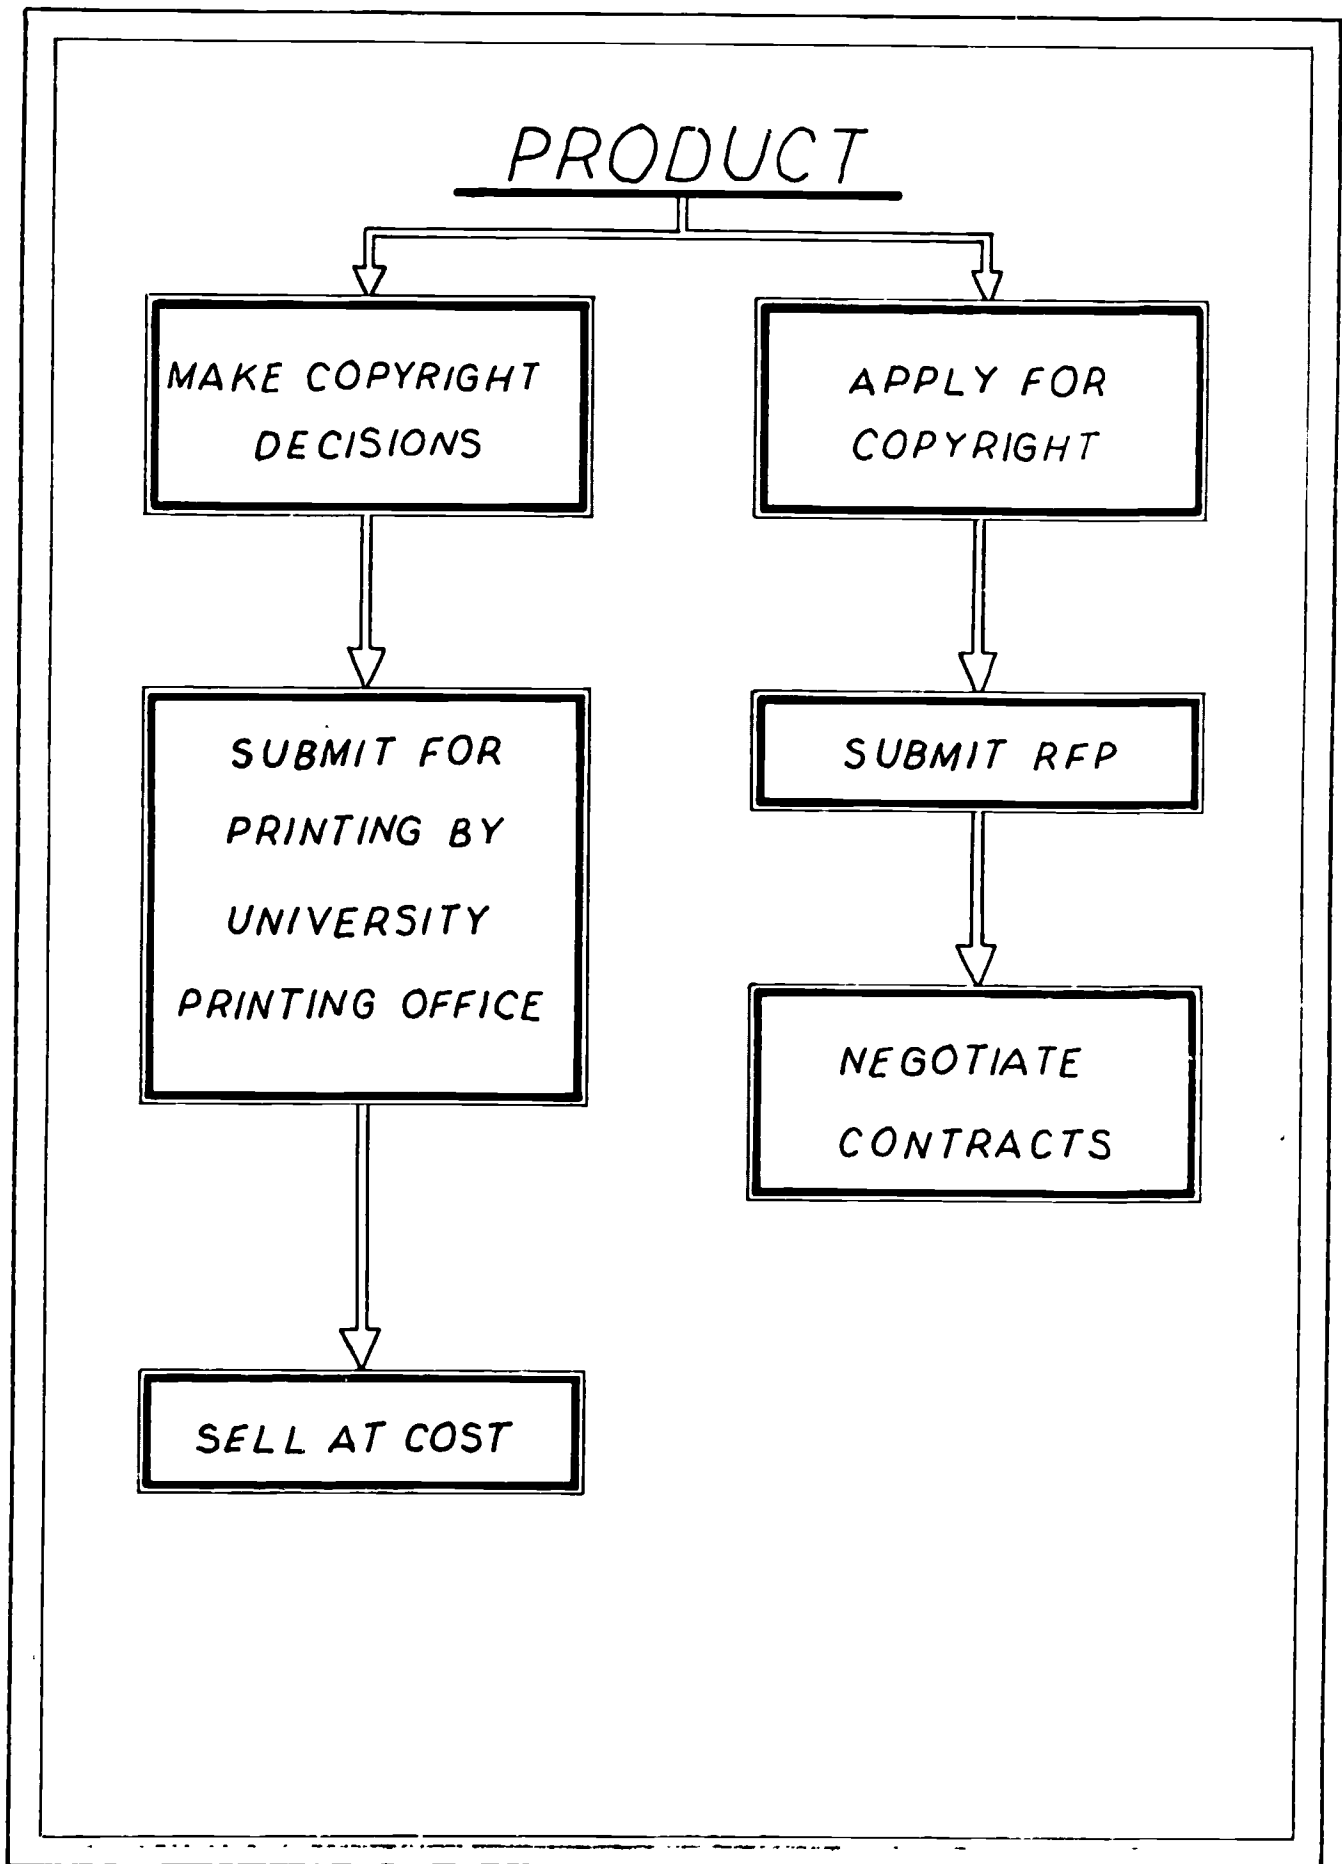 PRODUCT
MAKE COPYRIGHT
DECISIONS
SUBMIT FOR
PRINTING BY
UNIVERSITY
PRINTING OFFICE
SELL AT COST
APPLY FOR
COPYRIGHT
SUBMIT RFP
NEGOTIATE
CONTRACTS